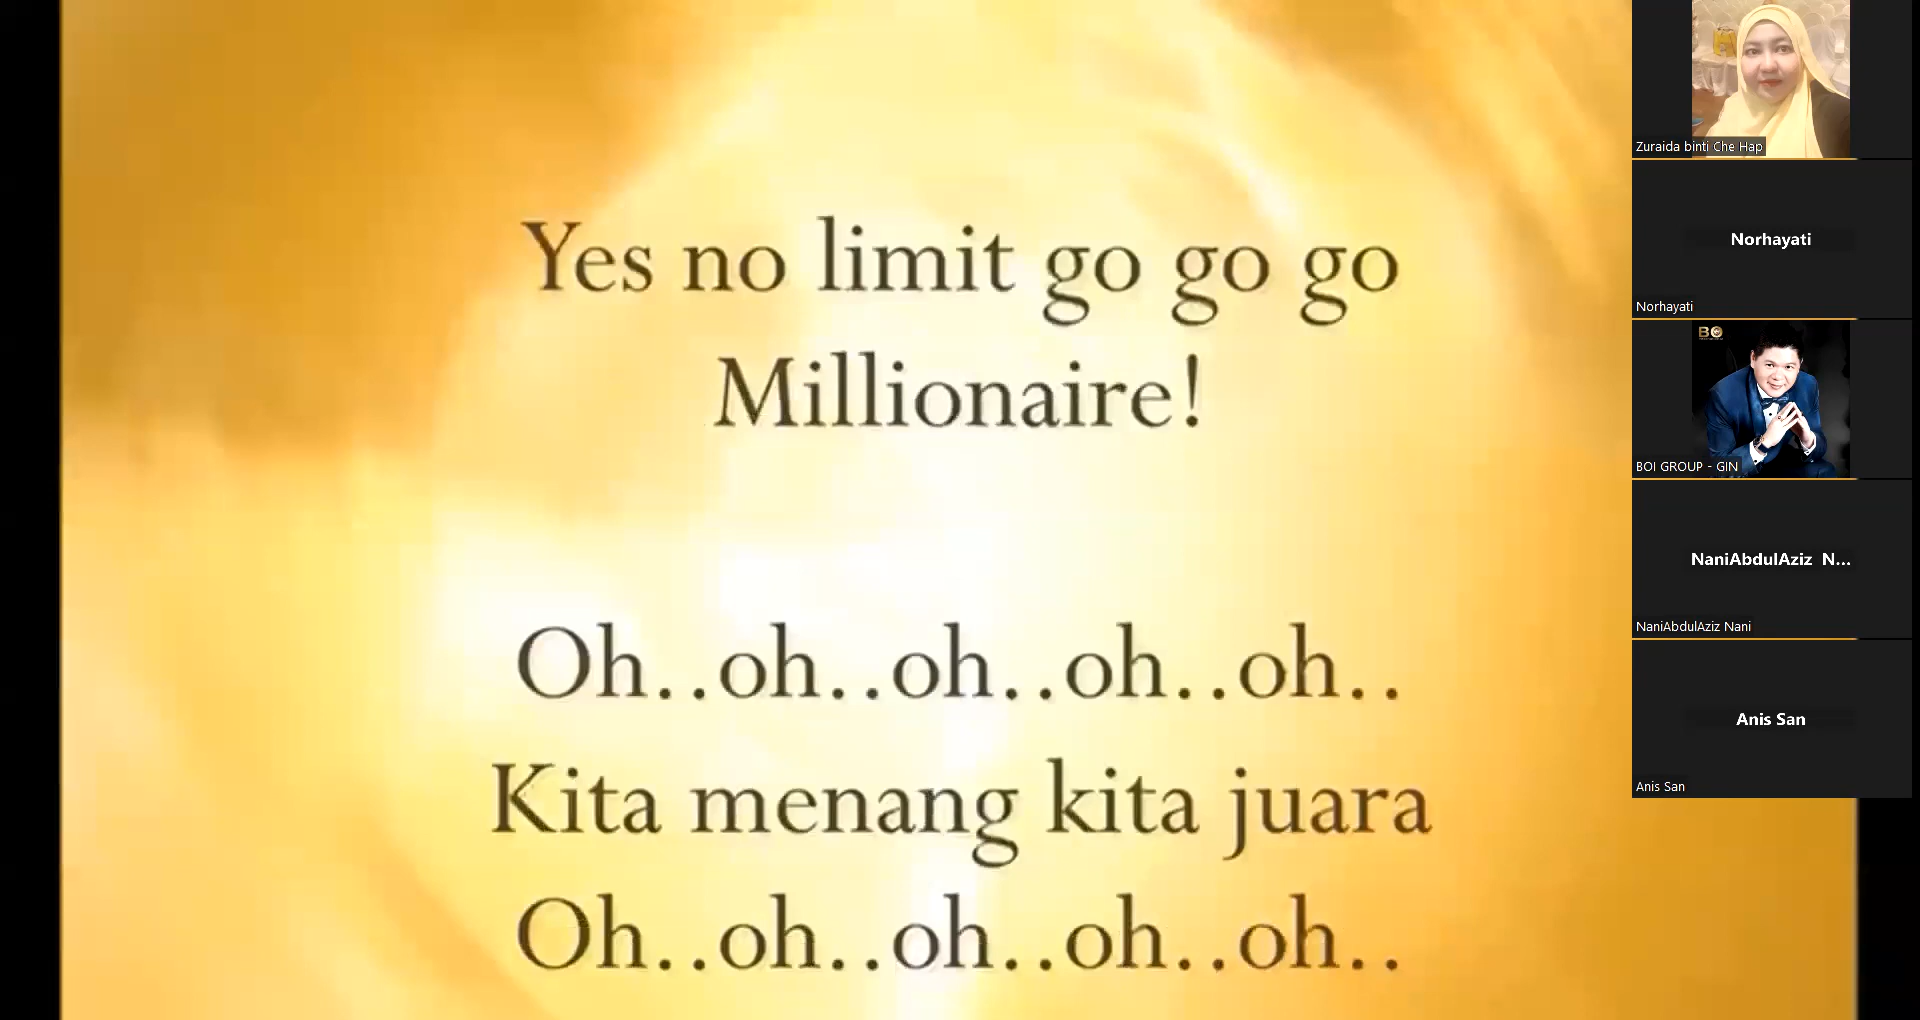 Yes no limit go go go
Millionaire!
Oh..oh..oh..oh..oh..
Kita menang kita juara
Oh..oh..oh..oh..oh..
Zuraida binti Che Hap
Norhayati
Norhayati
BO
BOI GROUP - GIN
NaniAbdulAziz N...
NaniAbdulAziz Nani
Anis San
Anis San